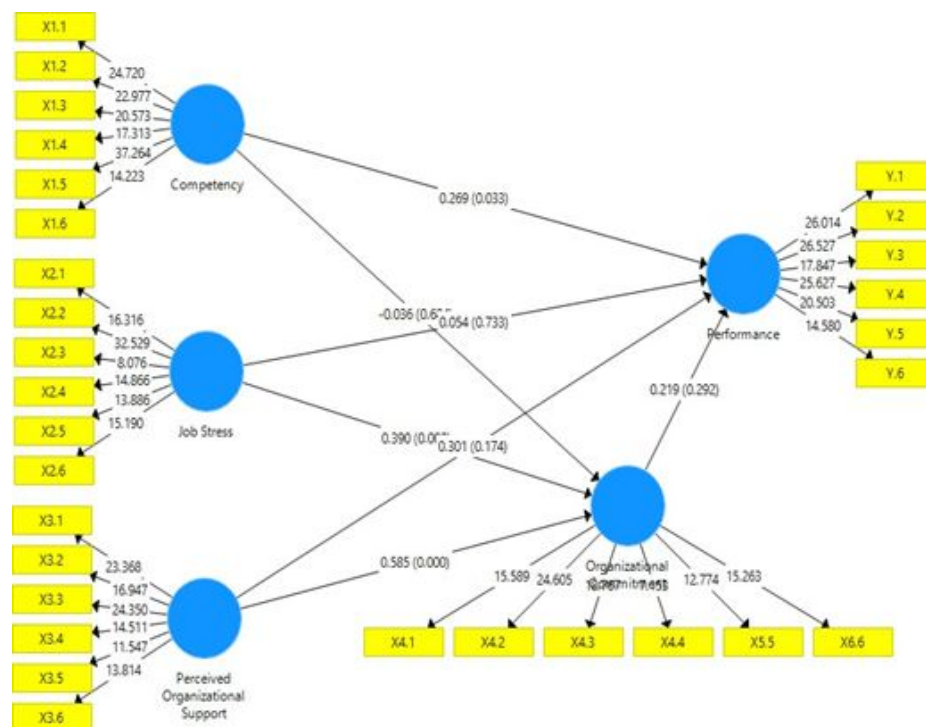 X1.1
24.720
X1.2
22.977
X1.3
20.573
X1.4
17.313
X1.5
37.264
14.223
X1.6
Competency
X2.1
16.316
X2.2
32.529
X2.3
8.076
X2.4
14.866
X2.5
13.886
15.190
X2.6
Job Stress
X3.1
23.368
X3.2
16.947
X3.3
24.350
X3.4
14.511
X3.5
11.547
13.814
X3.6
Perceived
Organizational
Support
0.269 (0.033)
-0.036
0.054 (0.733)
0.390
0.301 (0.174)
0.585 (0.000)
0.219 (0.292)
Performance
Y.1
26.014
Y.2
26.527
Y.3
17.847
Y.4
25.627
Y.5
20.503
14.580
Y.6
Organizational
15.589
24.605
12.774
15.263
X4.1
X4.2
X4.3
X4.4
X5.5
X6.6